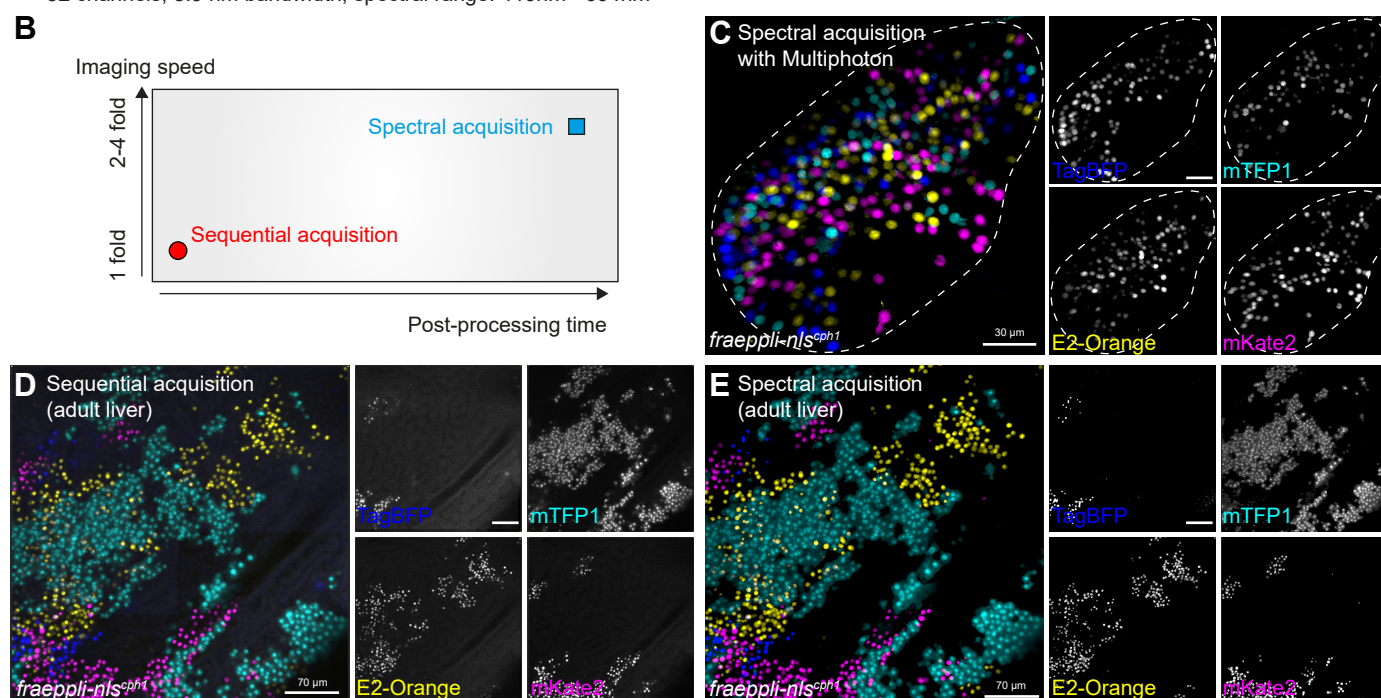 B
Imaging speed
2-4 fold
1 fold
Spectral acquisition
Sequential acquisition
Post-processing time
C Spectral acquisition
with Multiphoton
fraeppli-nls^cph1
30 µm
TagBFP
mTFP1
E2-Orange
mKate2
D Sequential acquisition
(adult liver)
fraeppli-nls^cph1
70 µm
TagBFP
mTFP1
E2-Orange
mKate2
E Spectral acquisition
(adult liver)
fraeppli-nls^cph1
70 µm
TagBFP
mTFP1
E2-Orange
mKate2